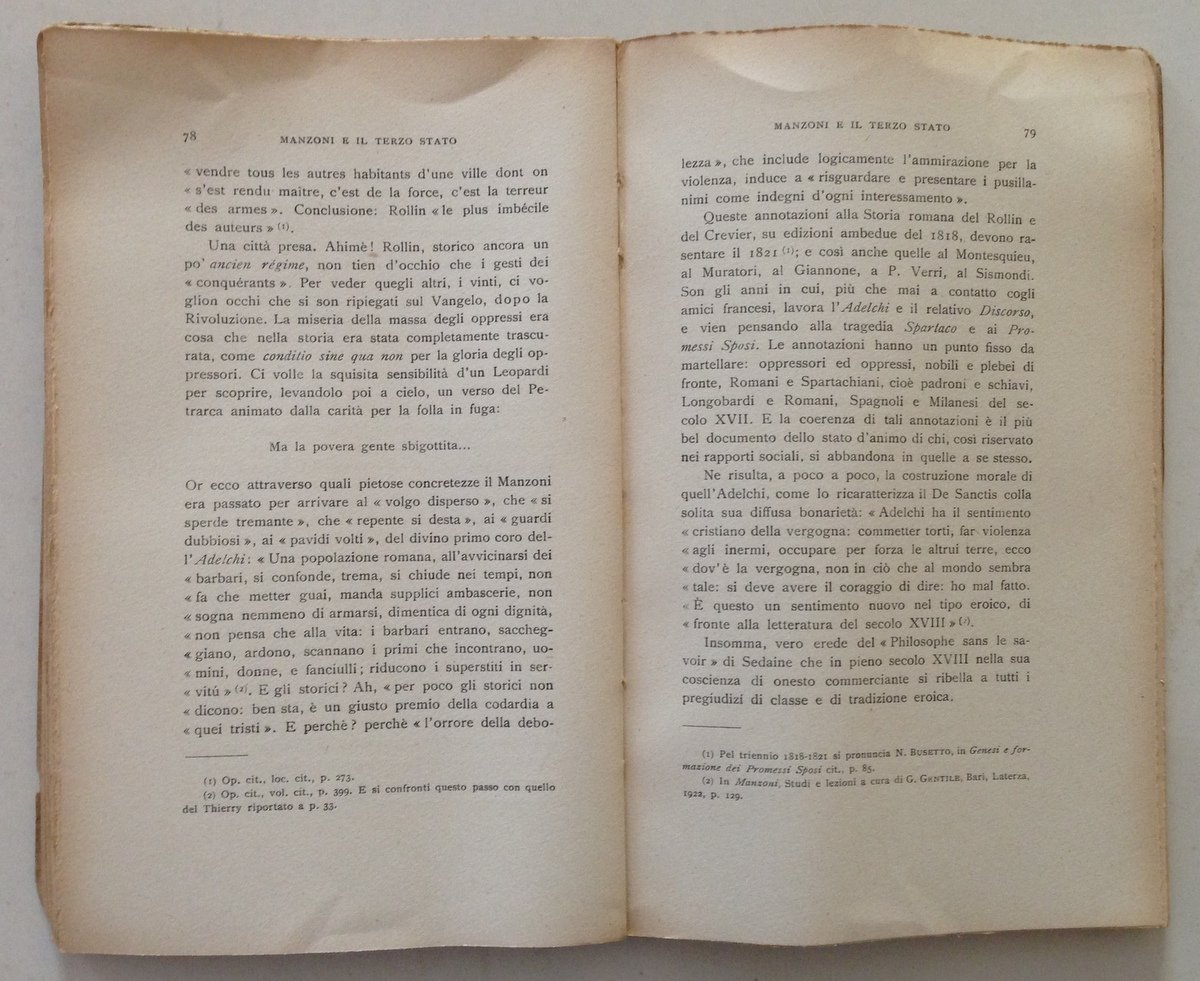 78
MANZONI E IL TERZO STATO
« vendre tous les autres habitants d'une ville dont on
« s'est rendu maître, c'est de la force, c'est la terreur
« des armes ». Conclusione: Rollin « le plus imbécile
des auteurs » (1).
Una città presa. Ahimè! Rollin, storico ancora un
po' ancien régime, non tien d'occhio che i gesti dei
« conquérants ». Per veder quegli altri, i vinti, ci vo-
glion occhi che si son ripiegati sul Vangelo, dopo la
Rivoluzione. La miseria della massa degli oppressi era
cosa che nella storia era stata completamente trascu-
rata, come conditio sine qua non per la gloria degli op-
pressori. Ci volle la squisita sensibilità d'un Leopardi
per scoprire, levandolo poi a cielo, un verso del Pe-
trarca animato dalla carità per la folla in fuga:
Ma la povera gente sbigottita...
Or ecco attraverso quali pietose concretezze il Manzoni
era passato per arrivare al « volgo disperso », che « si
sperde tremante », che « repente si desta », ai « guardi
dubbiosi », ai « pavidi volti », del divino primo coro del-
l'Adelchi: « Una popolazione romana, all'avvicinarsi dei
« barbari, si confonde, trema, si chiude nei tempi, non
« fa che metter guai, manda supplici ambascerie, non
« sogna nemmeno di armarsi, dimentica di ogni dignità,
« non pensa che alla vita: i barbari entrano, saccheg-
« giano, ardono, scannano i primi che incontrano, uo-
« mini, donne, e fanciulli; riducono i superstiti in ser-
« vitú » (2). E gli storici? Ah, « per poco gli storici non
« dicono: ben sta, è un giusto premio della codardia a
« quei tristi ». E perchè? perchè « l'orrore della debo-
(1) Op. cit., loc. cit., p. 273.
(2) Op. cit., vol. cit., p. 399. E si confronti questo passo con quello
del Thierry riportato a p. 33.
MANZONI E IL TERZO STATO
79
lezza », che include logicamente l'ammirazione per la
violenza, induce a « risguardare e presentare i pusilla-
nimi come indegni d'ogni interessamento ».
Queste annotazioni alla Storia romana del Rollin e
del Crevier, su edizioni ambedue del 1818, devono ra-
sentare il 1821 (1); e così anche quelle al Montesquieu,
al Muratori, al Giannone, a P. Verri, al Sismondi.
Son gli anni in cui, più che mai a contatto cogli
amici francesi, lavora l'Adelchi e il relativo Discorso,
e vien pensando alla tragedia Spartaco e ai Pro-
messi Sposi. Le annotazioni hanno un punto fisso da
martellare: oppressori ed oppressi, nobili e plebei di
fronte, Romani e Spartachiani, cioè padroni e schiavi,
Longobardi e Romani, Spagnoli e Milanesi del se-
colo XVII. E la coerenza di tali annotazioni è il più
bel documento dello stato d'animo di chi, così riservato
nei rapporti sociali, si abbandona in quelle a se stesso.
Ne risulta, a poco a poco, la costruzione morale di
quell'Adelchi, come lo ricaratterizza il De Sanctis colla
solita sua diffusa bonarietà: « Adelchi ha il sentimento
« cristiano della vergogna: commetter torti, far violenza
« agli inermi, occupare per forza le altrui terre, ecco
« dov'è la vergogna, non in ciò che al mondo sembra
« tale: si deve avere il coraggio di dire: ho mal fatto.
« È questo un sentimento nuovo nel tipo eroico, di
« fronte alla letteratura del secolo XVIII » (2).
Insomma, vero erede del « Philosophe sans le sa-
voir » di Sedaine che in pieno secolo XVIII nella sua
coscienza di onesto commerciante si ribella a tutti i
pregiudizi di classe e di tradizione eroica.
(1) Pel triennio 1818-1821 si pronuncia N. BUSETTO, in Genesi e for-
mazione dei Promessi Sposi cit., p. 85.
(2) In Manzoni, Studi e lezioni a cura di G. GENTILE, Bari, Laterza,
1922, p. 129.